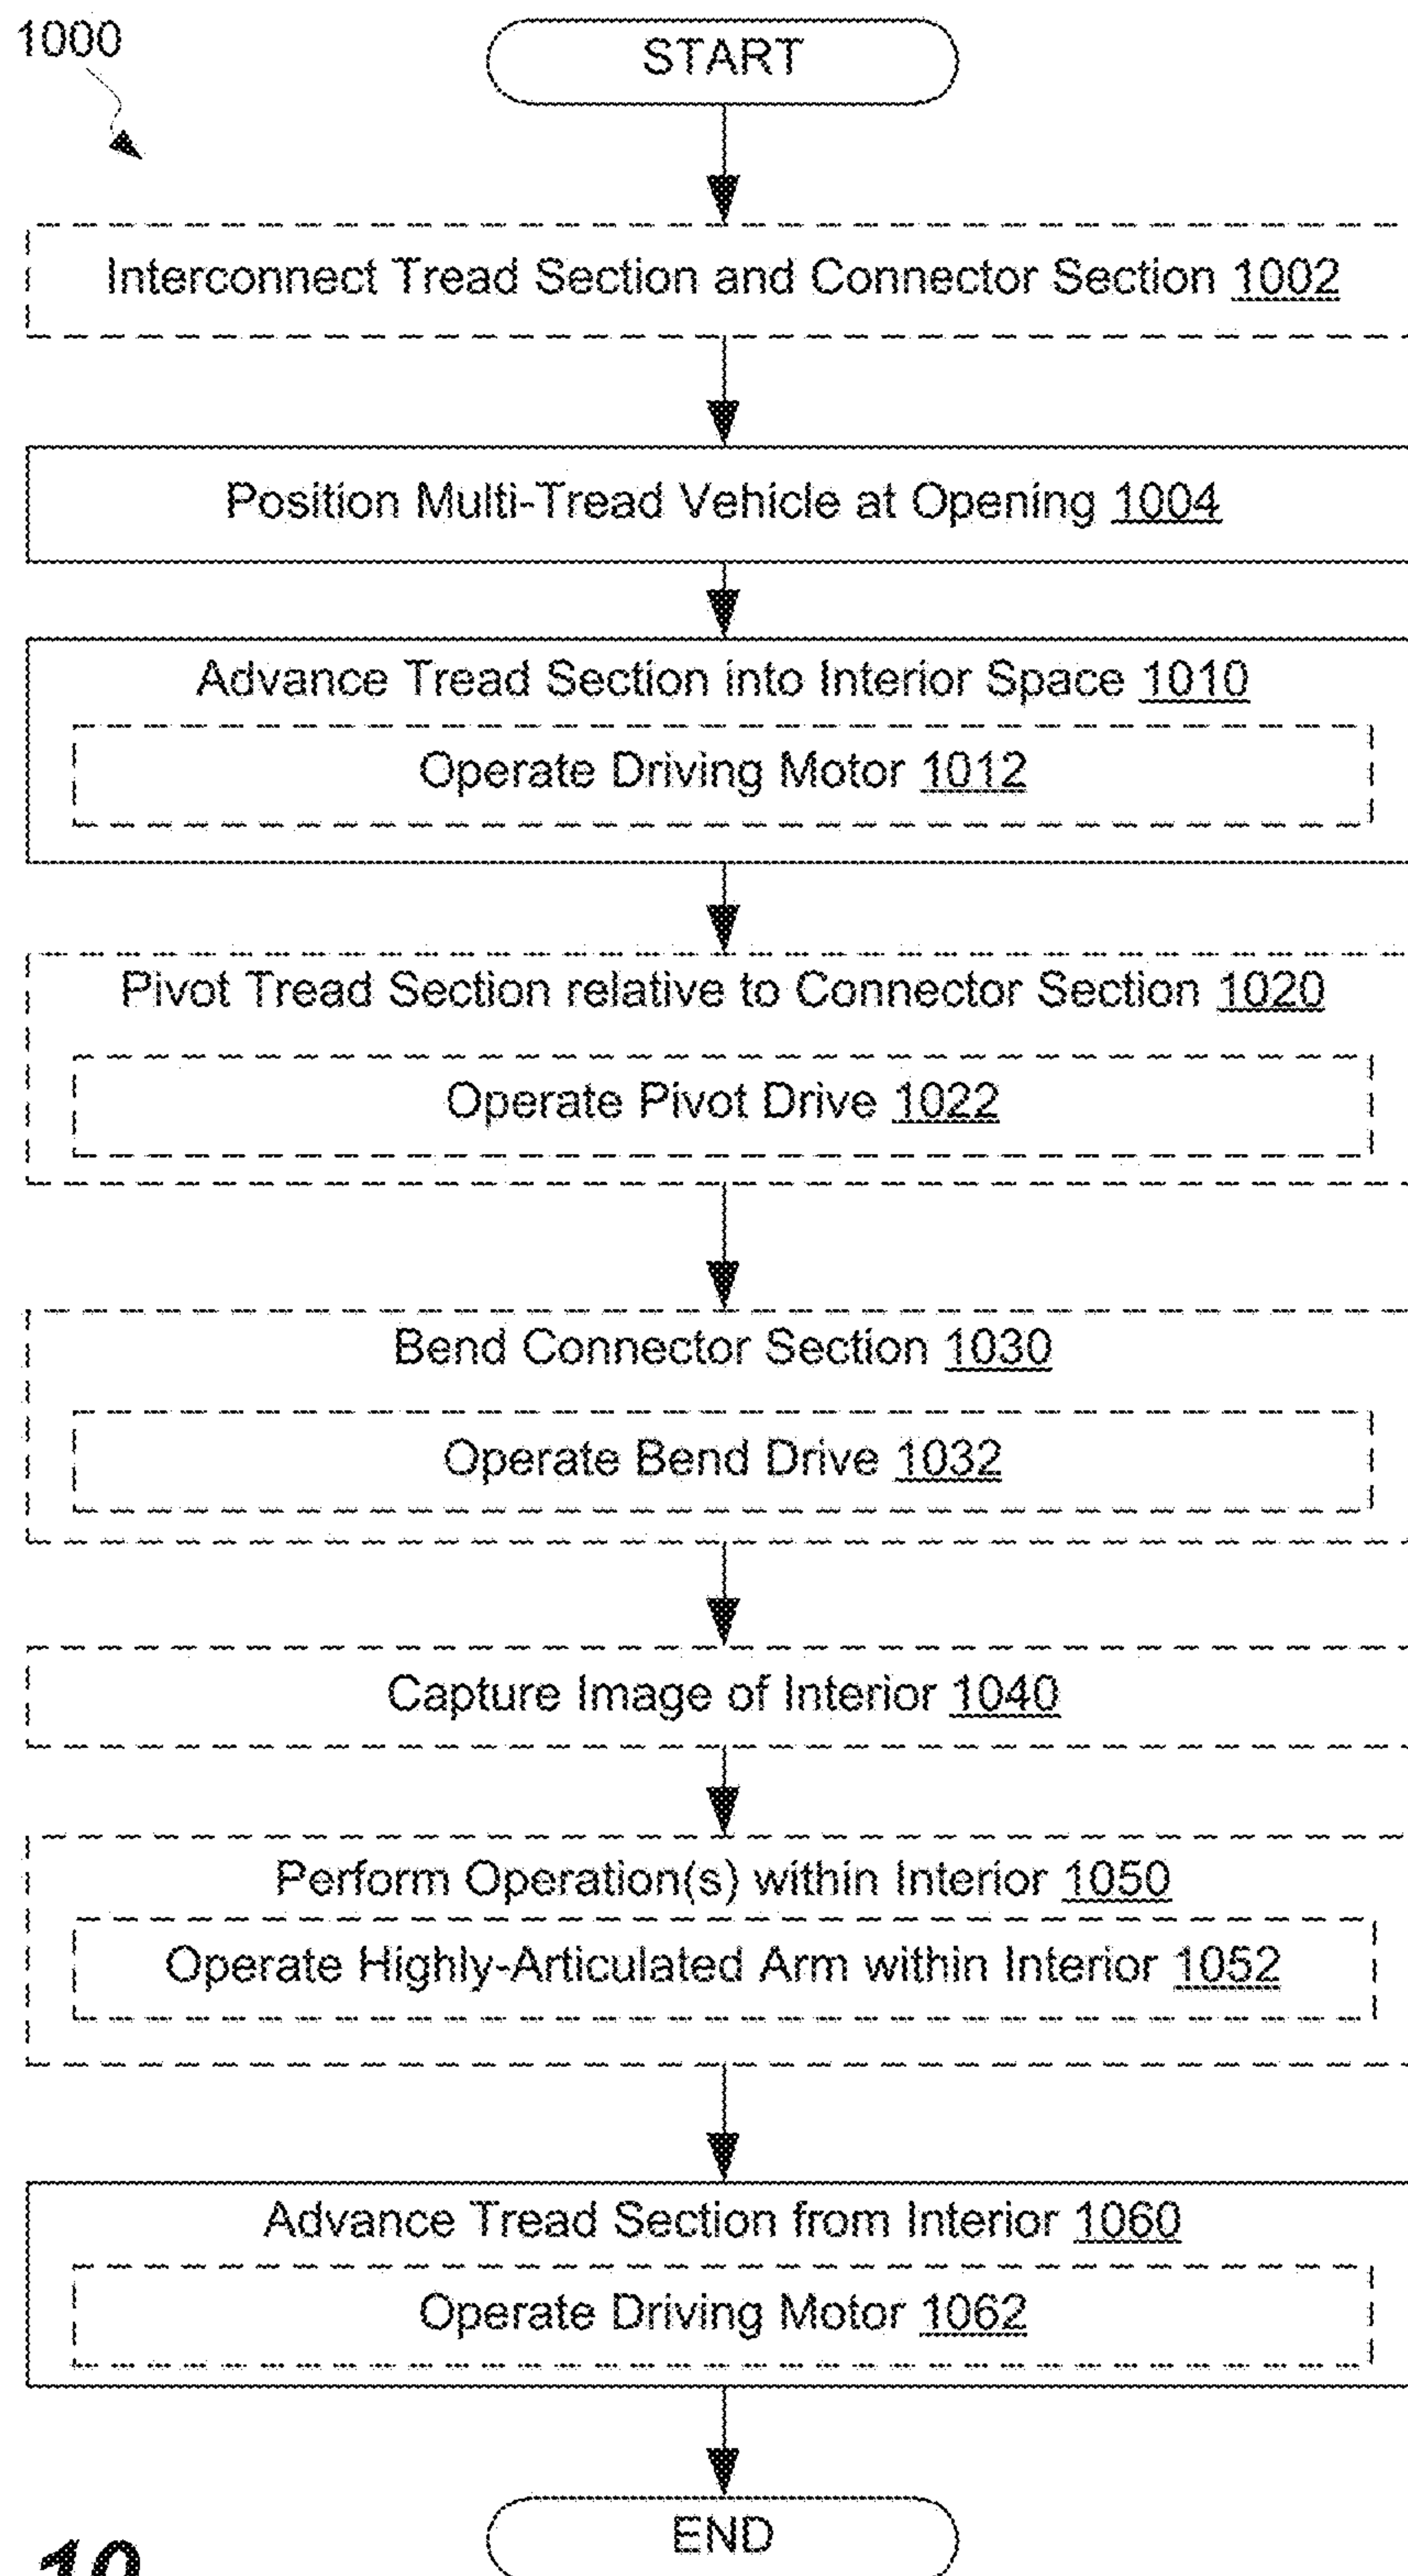 1000
START
Interconnect Tread Section and Connector Section 1002
Position Multi-Tread Vehicle at Opening 1004
Advance Tread Section into Interior Space 1010
Operate Driving Motor 1012
Pivot Tread Section relative to Connector Section 1020
Operate Pivot Drive 1022
Bend Connector Section 1030
Operate Bend Drive 1032
Capture Image of Interior 1040
Perform Operation(s) within Interior 1050
Operate Highly-Articulated Arm within Interior 1052
Advance Tread Section from Interior 1060
Operate Driving Motor 1062
END
10